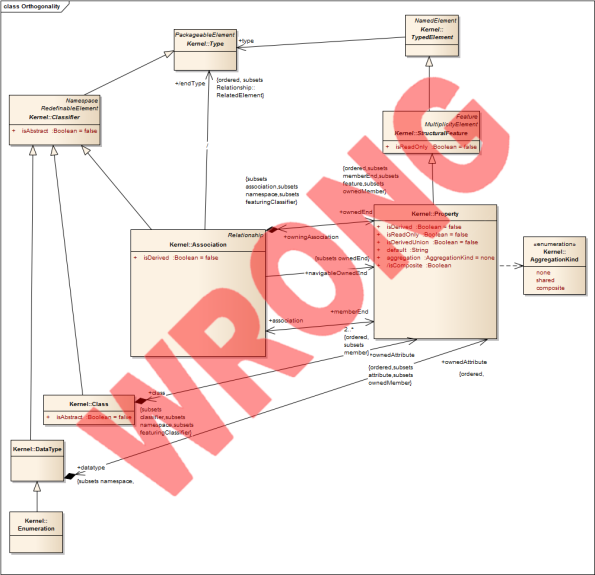 class Orthogonality
PackageableElement
Kernel::Type
NamedElement
Kernel::
TypedElement
+type
+/endType
{ordered, subsets
Relationship::
RelatedElement}
Namespace
RedefinableElement
Kernel::Classifier
+ isAbstract :Boolean = false
Feature
MultiplicityElement
Kernel::StructuralFeature
+ isReadOnly :Boolean = false
{subsets
association,subsets
namespace,subsets
featuringClassifier}
{ordered,subsets
memberEnd,subsets
feature,subsets
ownedMember}
+ownedEnd
+owningAssociation
Relationship
Kernel::Association
+ isDerived :Boolean = false
Kernel::Property
+ isDerived :Boolean = false
+ isReadOnly :Boolean = false
+ isDerivedUnion :Boolean = false
+ default :String
+ aggregation :AggregationKind = none
+ /isComposite :Boolean
«enumeration»
Kernel::
AggregationKind
none
shared
composite
{subsets ownedEnd}
+navigableOwnedEnd
+memberEnd
+association
2..*
{ordered,
subsets
member}
+ownedAttribute
{ordered,subsets
attribute,subsets
ownedMember}
+ownedAttribute
{ordered,
+class
{subsets
classifier,subsets
namespace,subsets
featuringClassifier}
Kernel::Class
+ isAbstract :Boolean = false
Kernel::DataType
+datatype
{subsets namespace,
Kernel::
Enumeration
WRONG